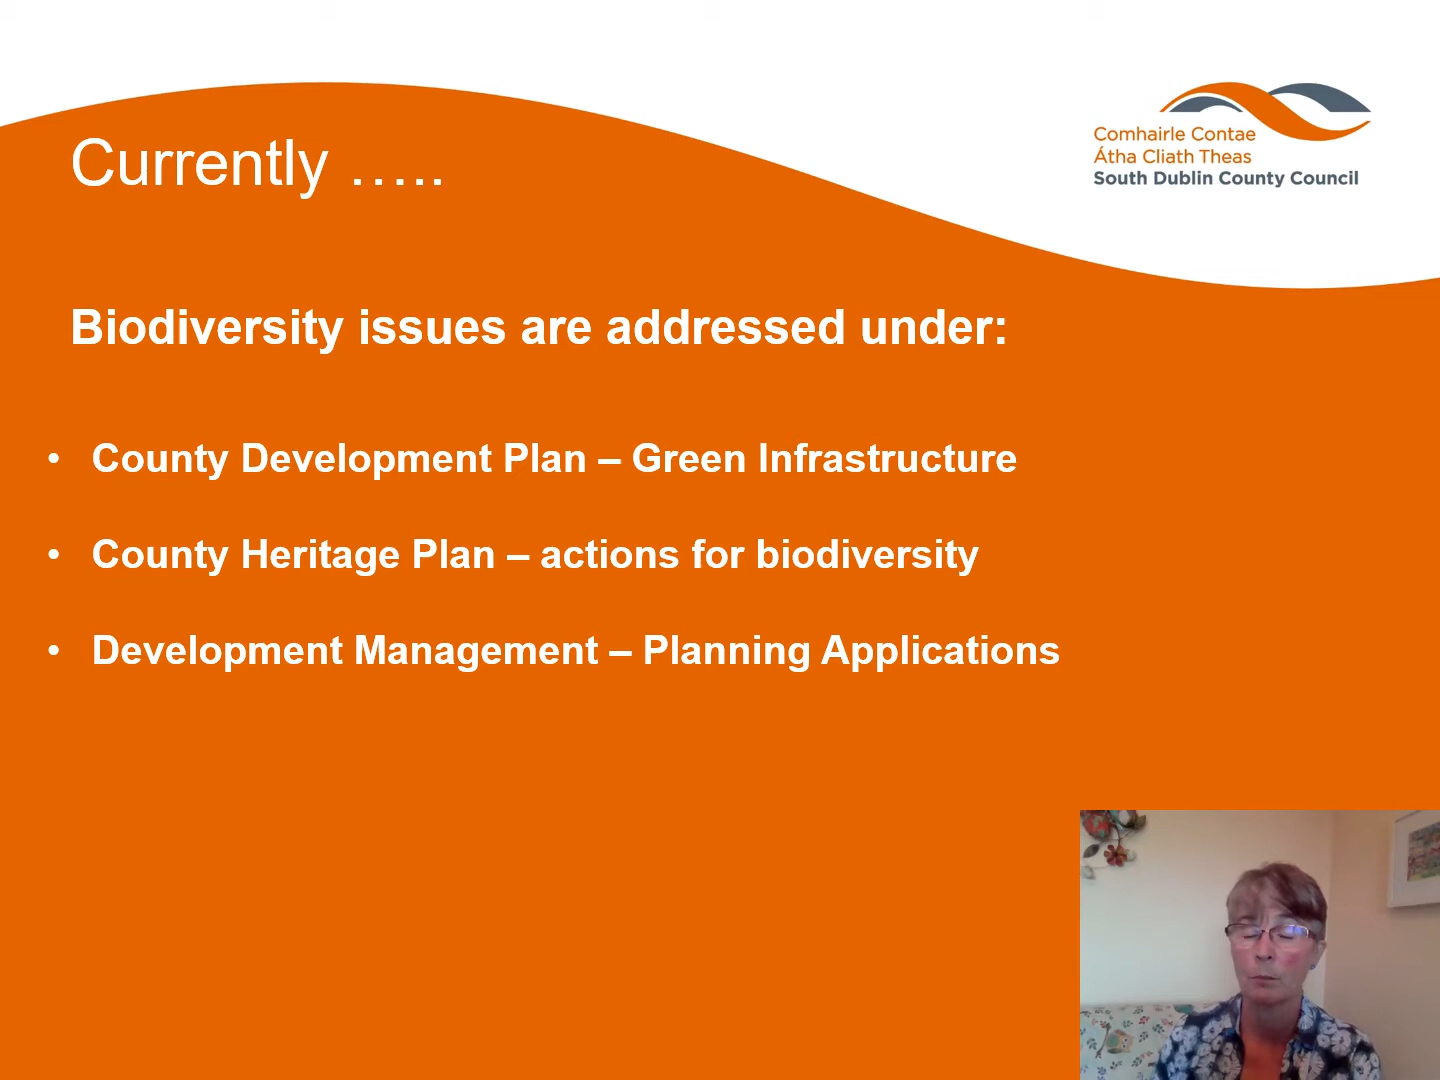 Currently …..
Comhairle Contae
Átha Cliath Theas
South Dublin County Council
Biodiversity issues are addressed under:
• County Development Plan – Green Infrastructure
• County Heritage Plan – actions for biodiversity
• Development Management – Planning Applications